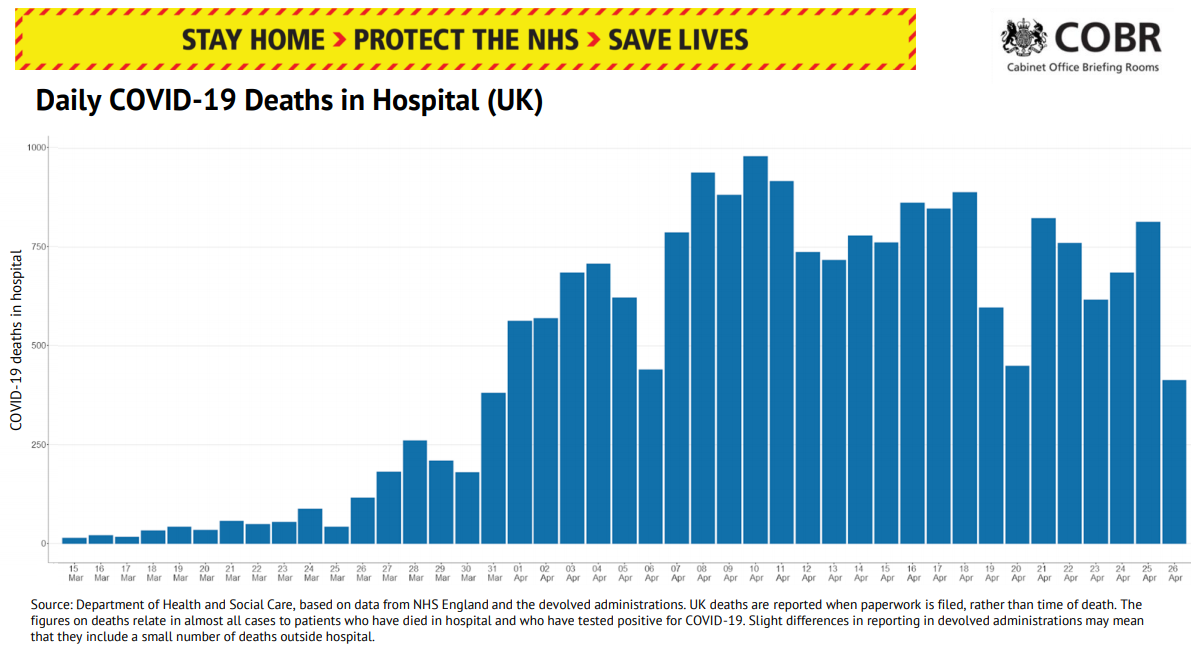 STAY HOME > PROTECT THE NHS > SAVE LIVES
COBR
Cabinet Office Briefing Rooms
Daily COVID-19 Deaths in Hospital (UK)
COVID-19 deaths in hospital
1000
750
500
250
0
15 16 17 18 19 20 21 22 23 24 25 26 27 28 29 30 31 01 02 03 04 05 06 07 08 09 10 11 12 13 14 15 16 17 18 19 20 21 22 23 24 25 26
Mar Mar Mar Mar Mar Mar Mar Mar Mar Mar Mar Mar Mar Mar Mar Mar Mar Apr Apr Apr Apr Apr Apr Apr Apr Apr Apr Apr Apr Apr Apr Apr Apr Apr Apr Apr Apr Apr Apr Apr Apr Apr Apr
Source: Department of Health and Social Care, based on data from NHS England and the devolved administrations. UK deaths are reported when paperwork is filed, rather than time of death. The
figures on deaths relate in almost all cases to patients who have died in hospital and who have tested positive for COVID-19. Slight differences in reporting in devolved administrations may mean
that they include a small number of deaths outside hospital.